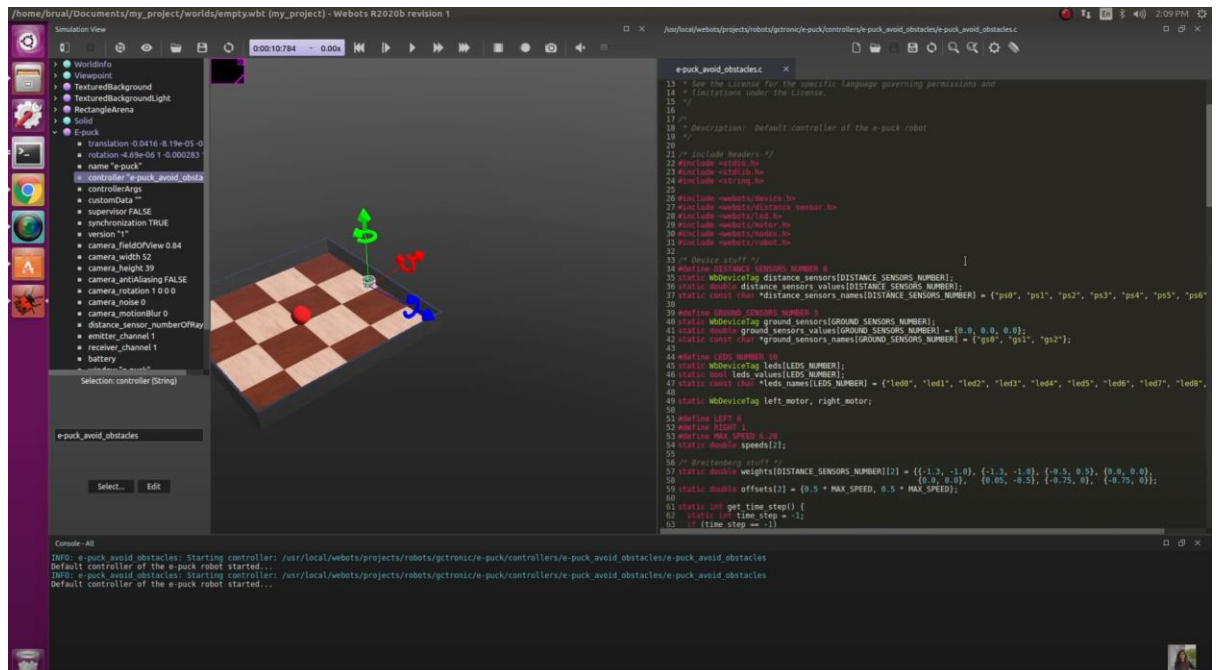 /home/brual/Documents/my_project/worlds/empty.wbt (my_project) - Webots R2020b revision 1
En
2:09 PM
Simulation View
/usr/local/webots/projects/robots/gctronic/e-puck/controllers/e-puck_avoid_obstacles/e-puck_avoid_obstacles.c
0:00:10:784 - 0.00x
WorldInfo
Viewpoint
TexturedBackground
TexturedBackgroundLight
RectangleArena
Solid
E-puck
translation -0.0416 -8.19e-05 -0
rotation -4.69e-06 1 -0.000283
name "e-puck"
controller "e-puck_avoid_obsta
controllerArgs
customData ""
supervisor FALSE
synchronization TRUE
version "1"
camera_fieldOfView 0.84
camera_width 52
camera_height 39
camera_antiAliasing FALSE
camera_rotation 1 0 0 0
camera_noise 0
camera_motionBlur 0
distance_sensor_numberOfRay
emitter_channel 1
receiver_channel 1
battery
Selection: controller (String)
e-puck_avoid_obstacles
Select... Edit
e-puck_avoid_obstacles.c
13 * See the License for the specific language governing permissions and
14 * limitations under the License.
15 */
16
17 /*
18 * Description: Default controller of the e-puck robot
19 */
20
21 /* include headers */
22 #include <stdio.h>
23 #include <stdlib.h>
24 #include <string.h>
25
26 #include <webots/device.h>
27 #include <webots/distance_sensor.h>
28 #include <webots/led.h>
29 #include <webots/motor.h>
30 #include <webots/nodes.h>
31 #include <webots/robot.h>
32
33 /* Device stuff */
34 #define DISTANCE_SENSORS_NUMBER 8
35 static WbDeviceTag distance_sensors[DISTANCE_SENSORS_NUMBER];
36 static double distance_sensors_values[DISTANCE_SENSORS_NUMBER];
37 static const char *distance_sensors_names[DISTANCE_SENSORS_NUMBER] = {"ps0", "ps1", "ps2", "ps3", "ps4", "ps5", "ps6"
38
39 #define GROUND_SENSORS_NUMBER 3
40 static WbDeviceTag ground_sensors[GROUND_SENSORS_NUMBER];
41 static double ground_sensors_values[GROUND_SENSORS_NUMBER] = {0.0, 0.0, 0.0};
42 static const char *ground_sensors_names[GROUND_SENSORS_NUMBER] = {"gs0", "gs1", "gs2"};
43
44 #define LEDS_NUMBER 10
45 static WbDeviceTag leds[LEDS_NUMBER];
46 static bool leds_values[LEDS_NUMBER];
47 static const char *leds_names[LEDS_NUMBER] = {"led0", "led1", "led2", "led3", "led4", "led5", "led6", "led7", "led8",
48
49 static WbDeviceTag left_motor, right_motor;
50
51 #define LEFT 0
52 #define RIGHT 1
53 #define MAX_SPEED 6.28
54 static double speeds[2];
55
56 /* Breitenberg stuff */
57 static double weights[DISTANCE_SENSORS_NUMBER][2] = {{-1.3, -1.0}, {-1.3, -1.0}, {-0.5, 0.5}, {0.0, 0.0},
58 {0.0, 0.0}, {0.05, -0.5}, {-0.75, 0}, {-0.75, 0}};
59 static double offsets[2] = {0.5 * MAX_SPEED, 0.5 * MAX_SPEED};
60
61 static int get_time_step() {
62 static int time_step = -1;
63 if (time_step == -1)
Console - All
INFO: e-puck_avoid_obstacles: Starting controller: /usr/local/webots/projects/robots/gctronic/e-puck/controllers/e-puck_avoid_obstacles/e-puck_avoid_obstacles
Default controller of the e-puck robot started...
INFO: e-puck_avoid_obstacles: Starting controller: /usr/local/webots/projects/robots/gctronic/e-puck/controllers/e-puck_avoid_obstacles/e-puck_avoid_obstacles
Default controller of the e-puck robot started...